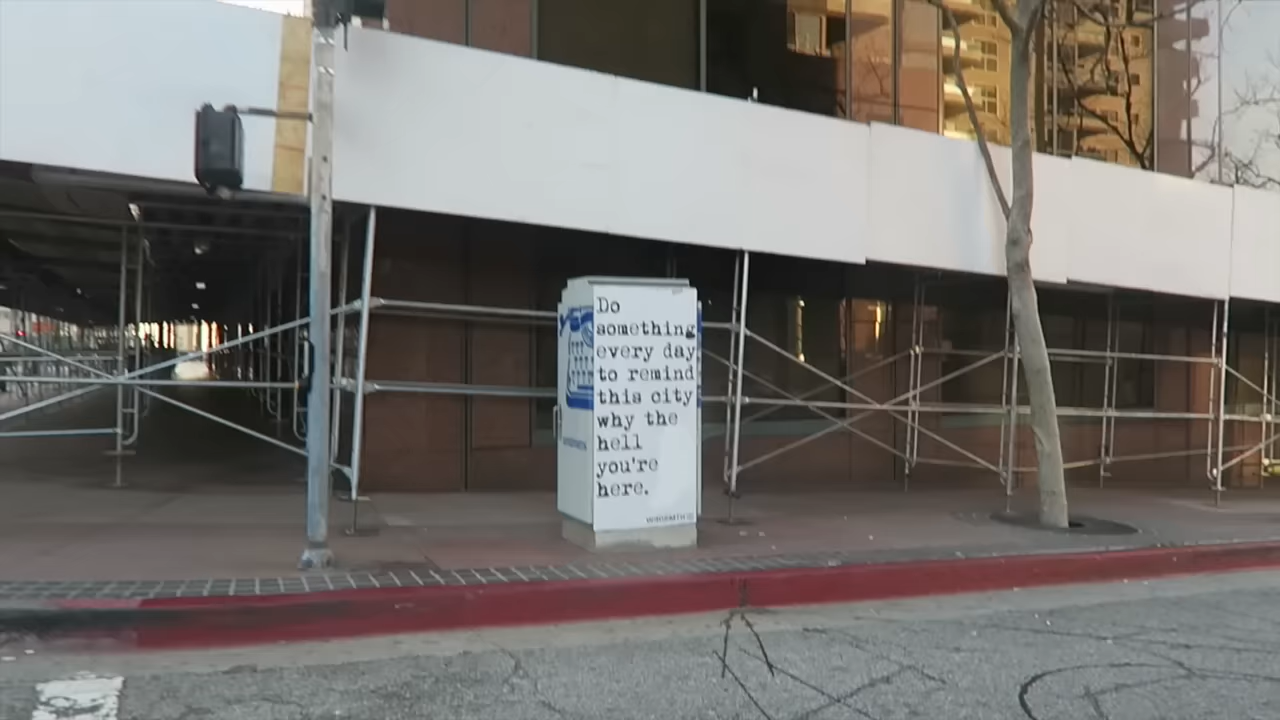 Do
something
every day
to remind
this city
why the
hell
you're
here.